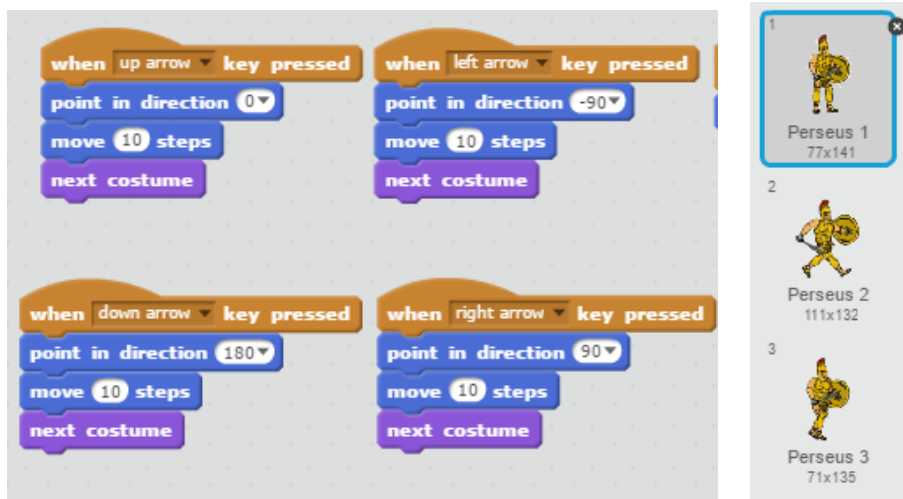 when up arrow key pressed
point in direction 0
move 10 steps
next costume
when left arrow key pressed
point in direction -90
move 10 steps
next costume
when down arrow key pressed
point in direction 180
move 10 steps
next costume
when right arrow key pressed
point in direction 90
move 10 steps
next costume
1
Perseus 1
77x141
2
Perseus 2
111x132
3
Perseus 3
71x135